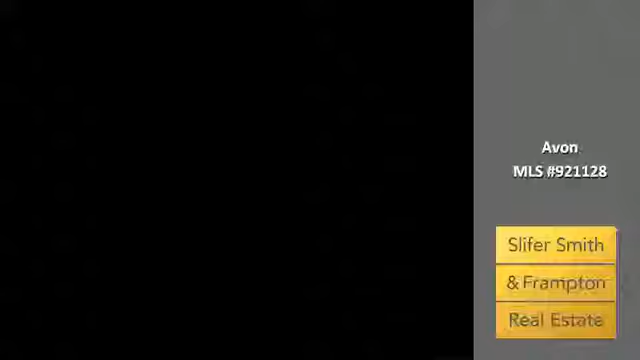 Avon
MLS #921128
Slifer Smith
& Frampton
Real Estate